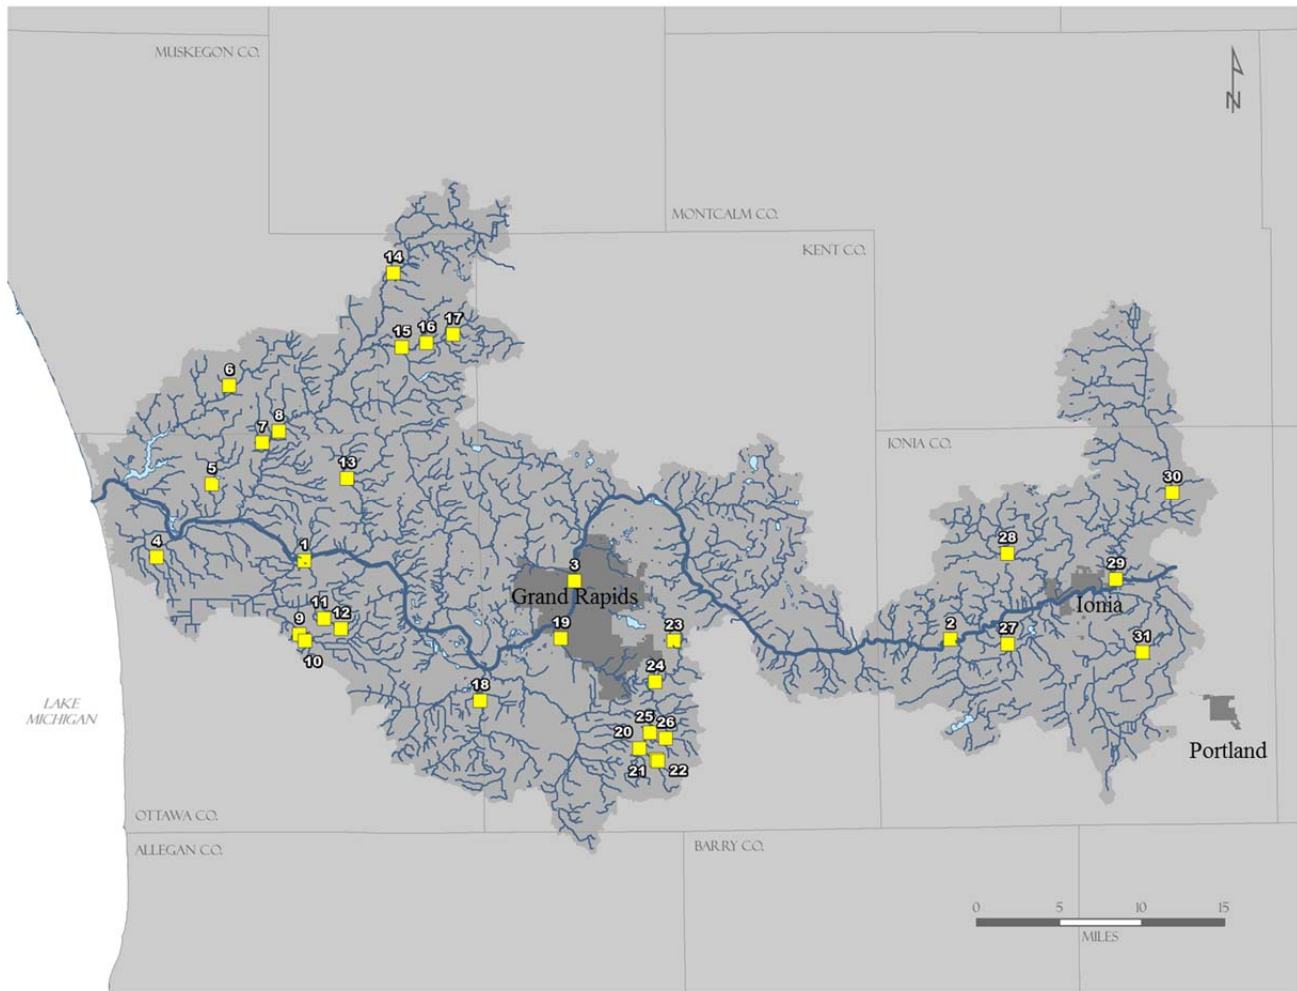 MUSKEGON CO.
N
MONTCALM CO.
KENT CO.
14
17
16
15
6
8
7
IONIA CO.
13
5
30
1
4
28
3
29
Grand Rapids
Ionia
11
12
9
19
23
2
27
10
31
24
18
LAKE
MICHIGAN
25
26
20
Portland
21
22
OTTAWA CO.
ALLEGAN CO.
BARRY CO.
0 5 10 15
MILES